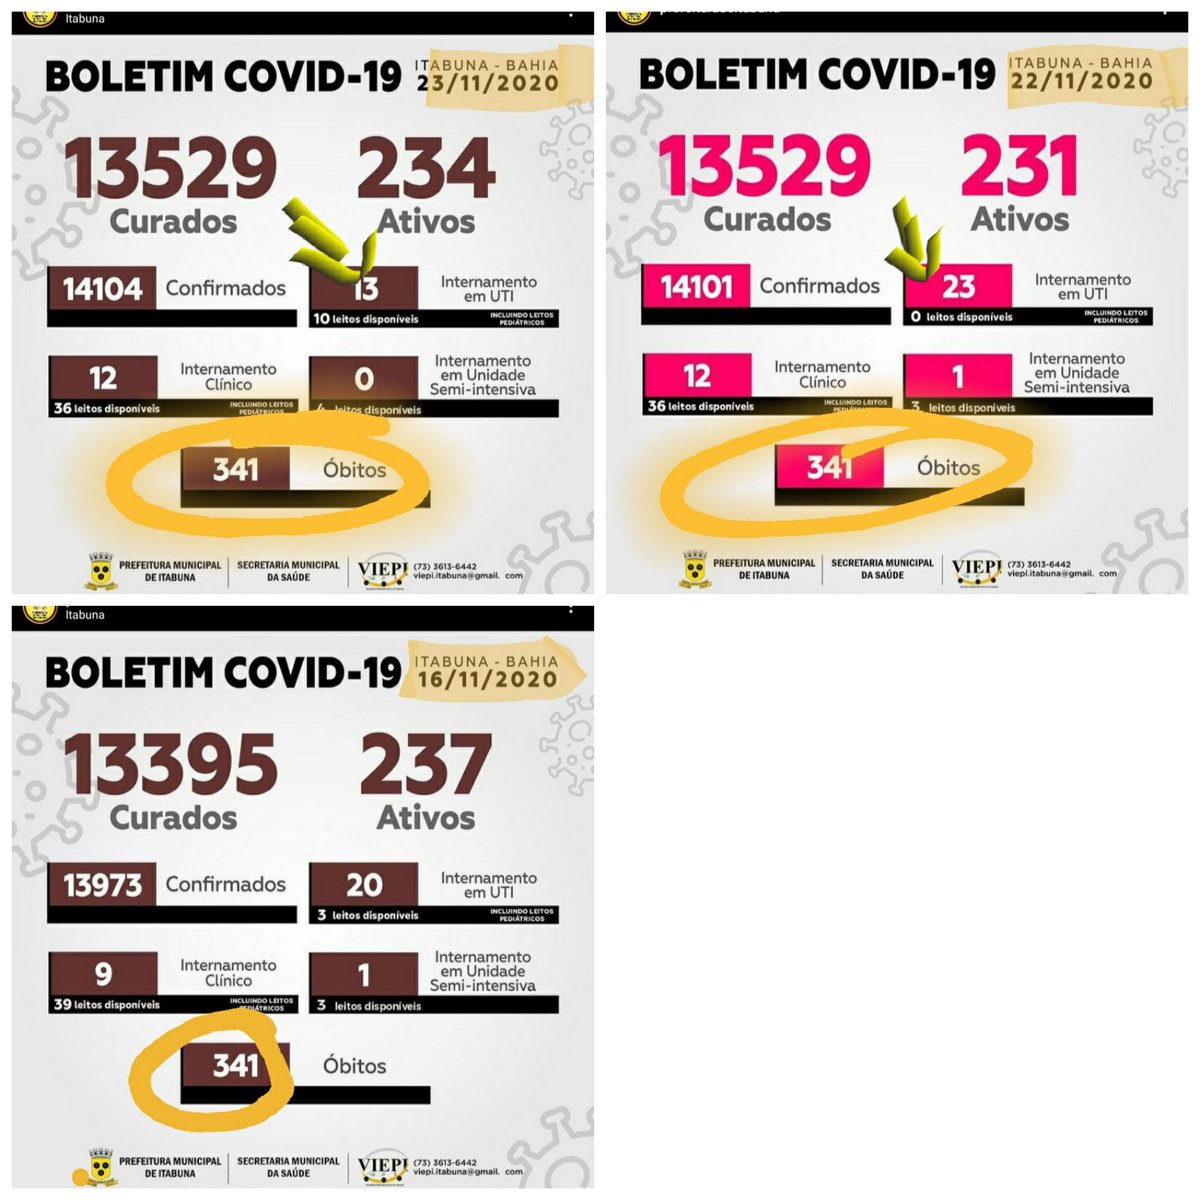 Itabuna
BOLETIM COVID-19
ITABUNA - BAHIA
23/11/2020
13529
Curados
234
Ativos
14104 Confirmados
13
Internamento
em UTI
10 leitos disponíveis
INCLUINDO LEITOS
PEDIÁTRICOS
12
Internamento
Clínico
36 leitos disponíveis
INCLUINDO LEITOS
PEDIÁTRICOS
0
Internamento
em Unidade
Semi-intensiva
4 leitos disponíveis
341 Óbitos
PREFEITURA MUNICIPAL
DE ITABUNA
SECRETARIA MUNICIPAL
DA SAÚDE
VIEPI
(73) 3613-6442
viepi.itabuna@gmail. com
BOLETIM COVID-19
ITABUNA - BAHIA
22/11/2020
13529
Curados
231
Ativos
14101 Confirmados
23
Internamento
em UTI
0 leitos disponíveis
INCLUINDO LEITOS
PEDIÁTRICOS
12
Internamento
Clínico
36 leitos disponíveis
INCLUINDO LEITOS
PEDIÁTRICOS
1
Internamento
em Unidade
Semi-intensiva
3 leitos disponíveis
341 Óbitos
PREFEITURA MUNICIPAL
DE ITABUNA
SECRETARIA MUNICIPAL
DA SAÚDE
VIEPI
(73) 3613-6442
viepi.itabuna@gmail. com
Itabuna
BOLETIM COVID-19
ITABUNA - BAHIA
16/11/2020
13395
Curados
237
Ativos
13973 Confirmados
20
Internamento
em UTI
3 leitos disponíveis
INCLUINDO LEITOS
PEDIÁTRICOS
9
Internamento
Clínico
39 leitos disponíveis
INCLUINDO LEITOS
PEDIÁTRICOS
1
Internamento
em Unidade
Semi-intensiva
3 leitos disponíveis
341 Óbitos
PREFEITURA MUNICIPAL
DE ITABUNA
SECRETARIA MUNICIPAL
DA SAÚDE
VIEPI
(73) 3613-6442
viepi.itabuna@gmail. com